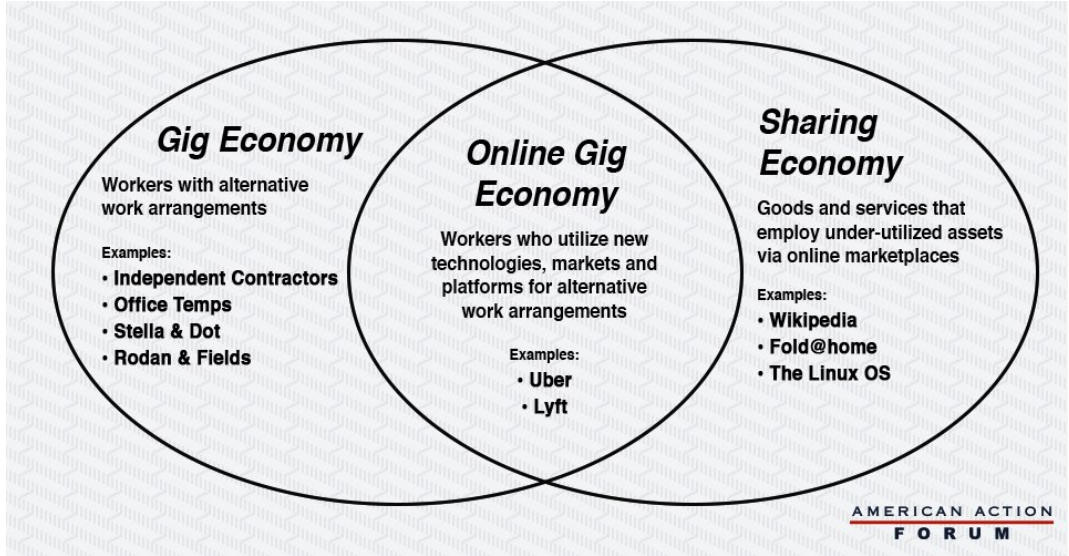 Gig Economy
Workers with alternative
work arrangements
Examples:
• Independent Contractors
• Office Temps
• Stella & Dot
• Rodan & Fields
Online Gig
Economy
Workers who utilize new
technologies, markets and
platforms for alternative
work arrangements
Examples:
• Uber
• Lyft
Sharing
Economy
Goods and services that
employ under-utilized assets
via online marketplaces
Examples:
• Wikipedia
• Fold@home
• The Linux OS
AMERICAN ACTION
FORUM